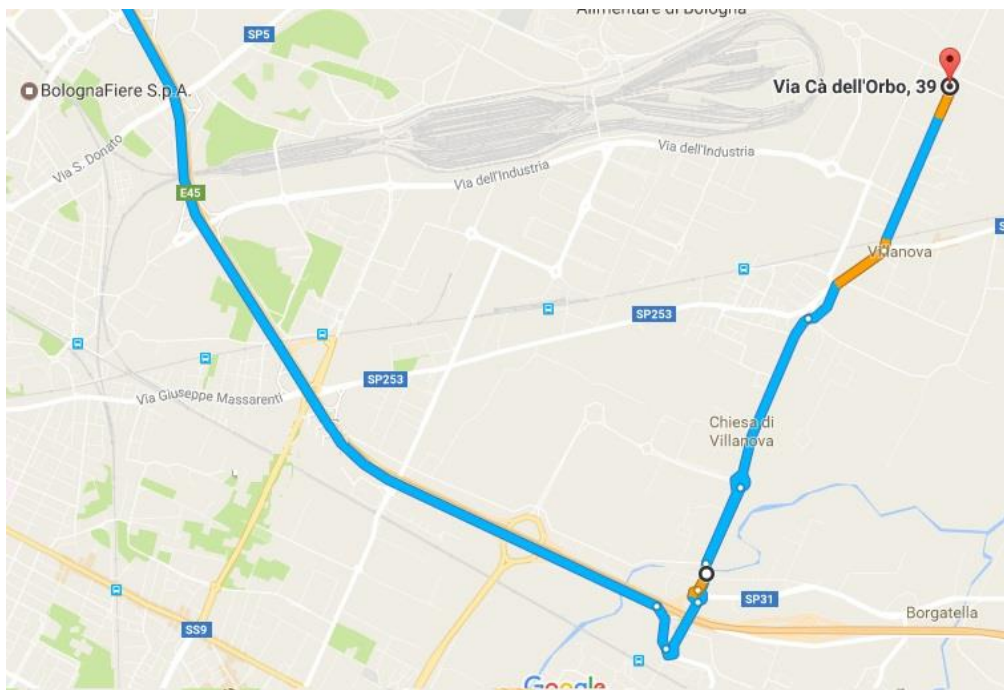 Alimentare di Bologna
SP5
BolognaFiere S.p.A.
Via Cà dell'Orbo, 39
Via S. Donato
Via dell'Industria
Via dell'Industria
E45
Villanova
S
SP253
SP253
Via Giuseppe Massarenti
Chiesa di
Villanova
SP31
Borgatella
SS9
Google